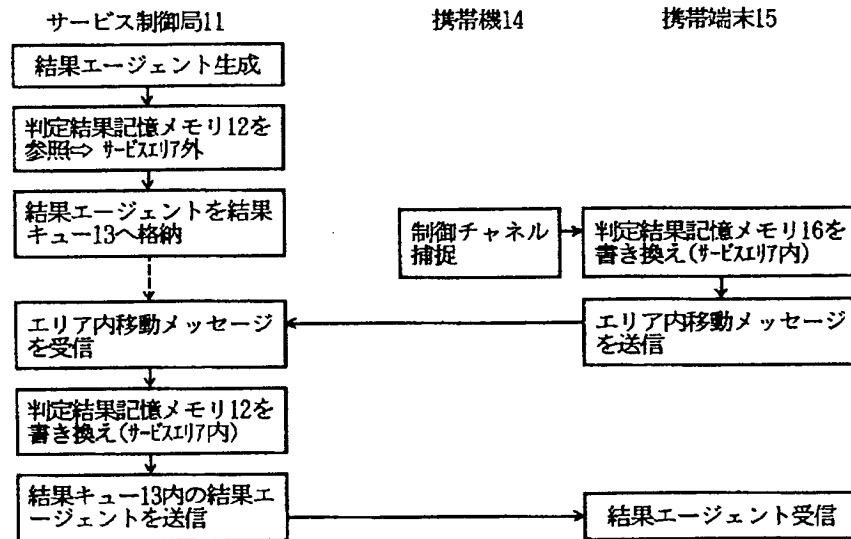 サービス制御局11
携帯機14
携帯端末15
結果エージェント生成
判定結果記憶メモリ12を
参照⇨ サービスエリア外
結果エージェントを結果
キュー13へ格納
制御チャネル
捕捉
判定結果記憶メモリ16を
書き換え(サービスエリア内)
エリア内移動メッセージ
を受信
エリア内移動メッセージ
を送信
判定結果記憶メモリ12を
書き換え(サービスエリア内)
結果キュー13内の結果エ
ージェントを送信
結果エージェント受信